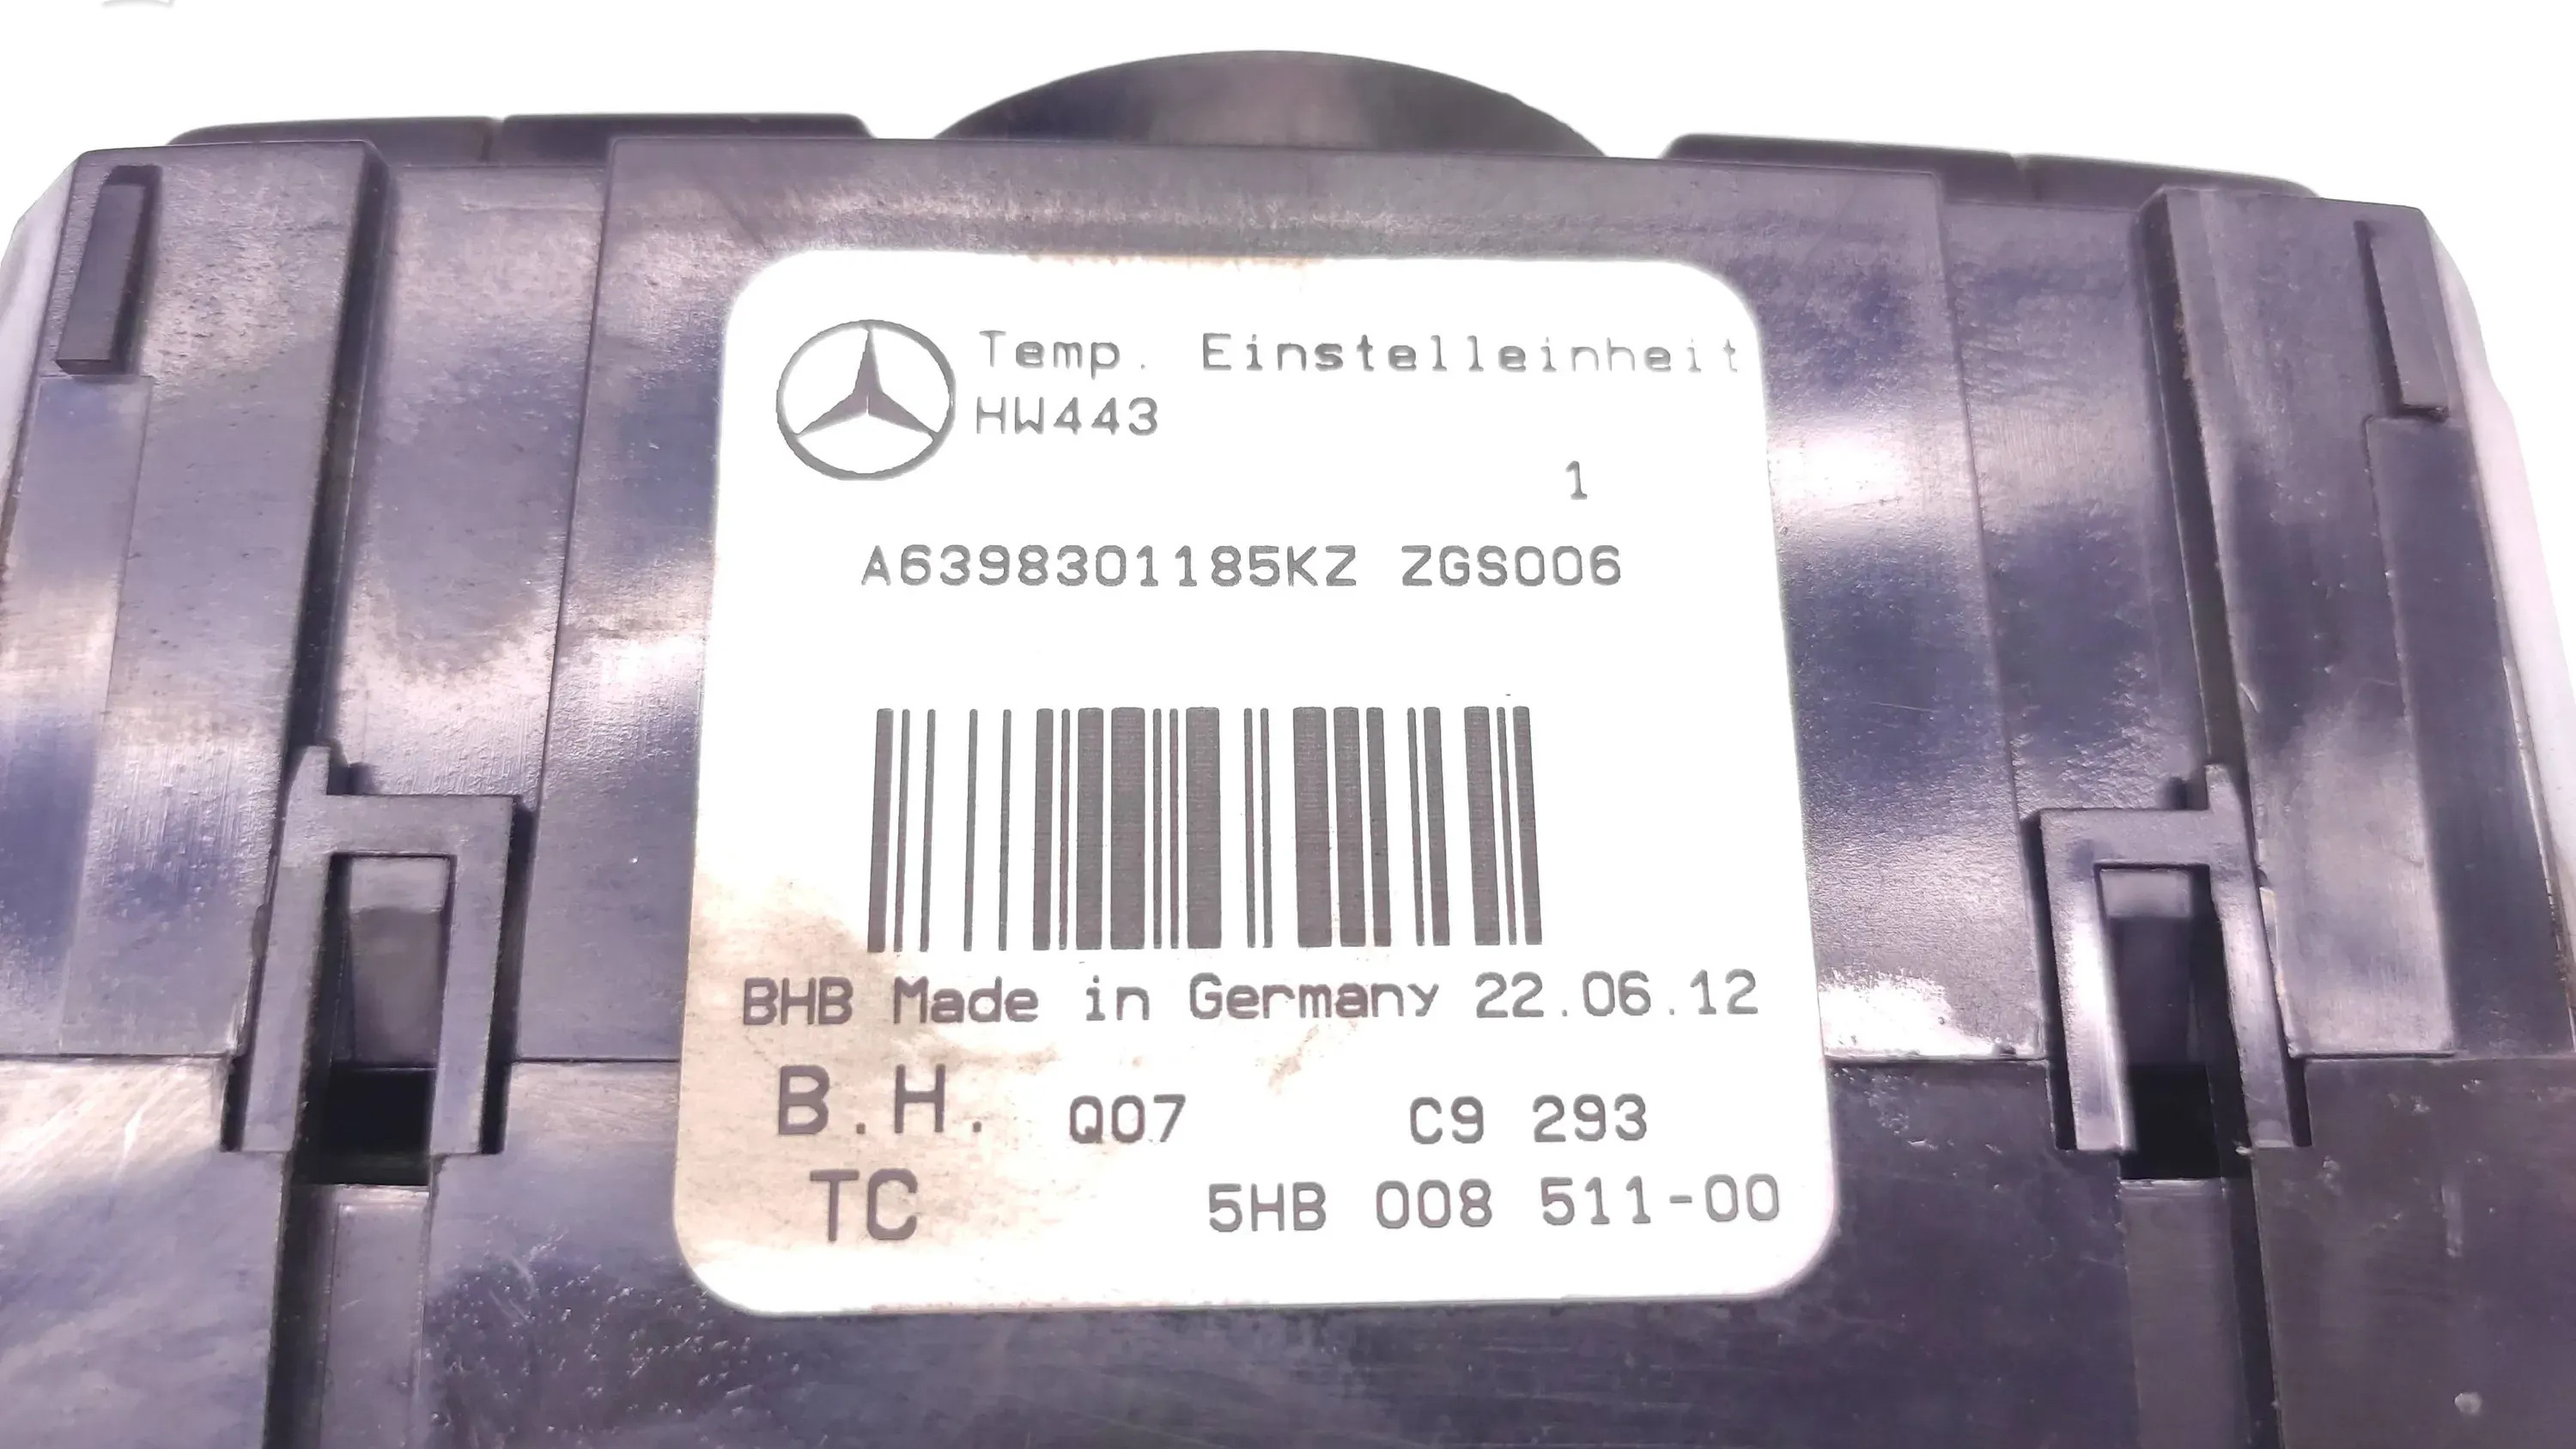 Temp. Einstelleinheit
HW443
1
A6398301185KZ ZGS006
BHB Made in Germany 22.06.12
B.H. Q07 C9 293
TC 5HB 008 511-00